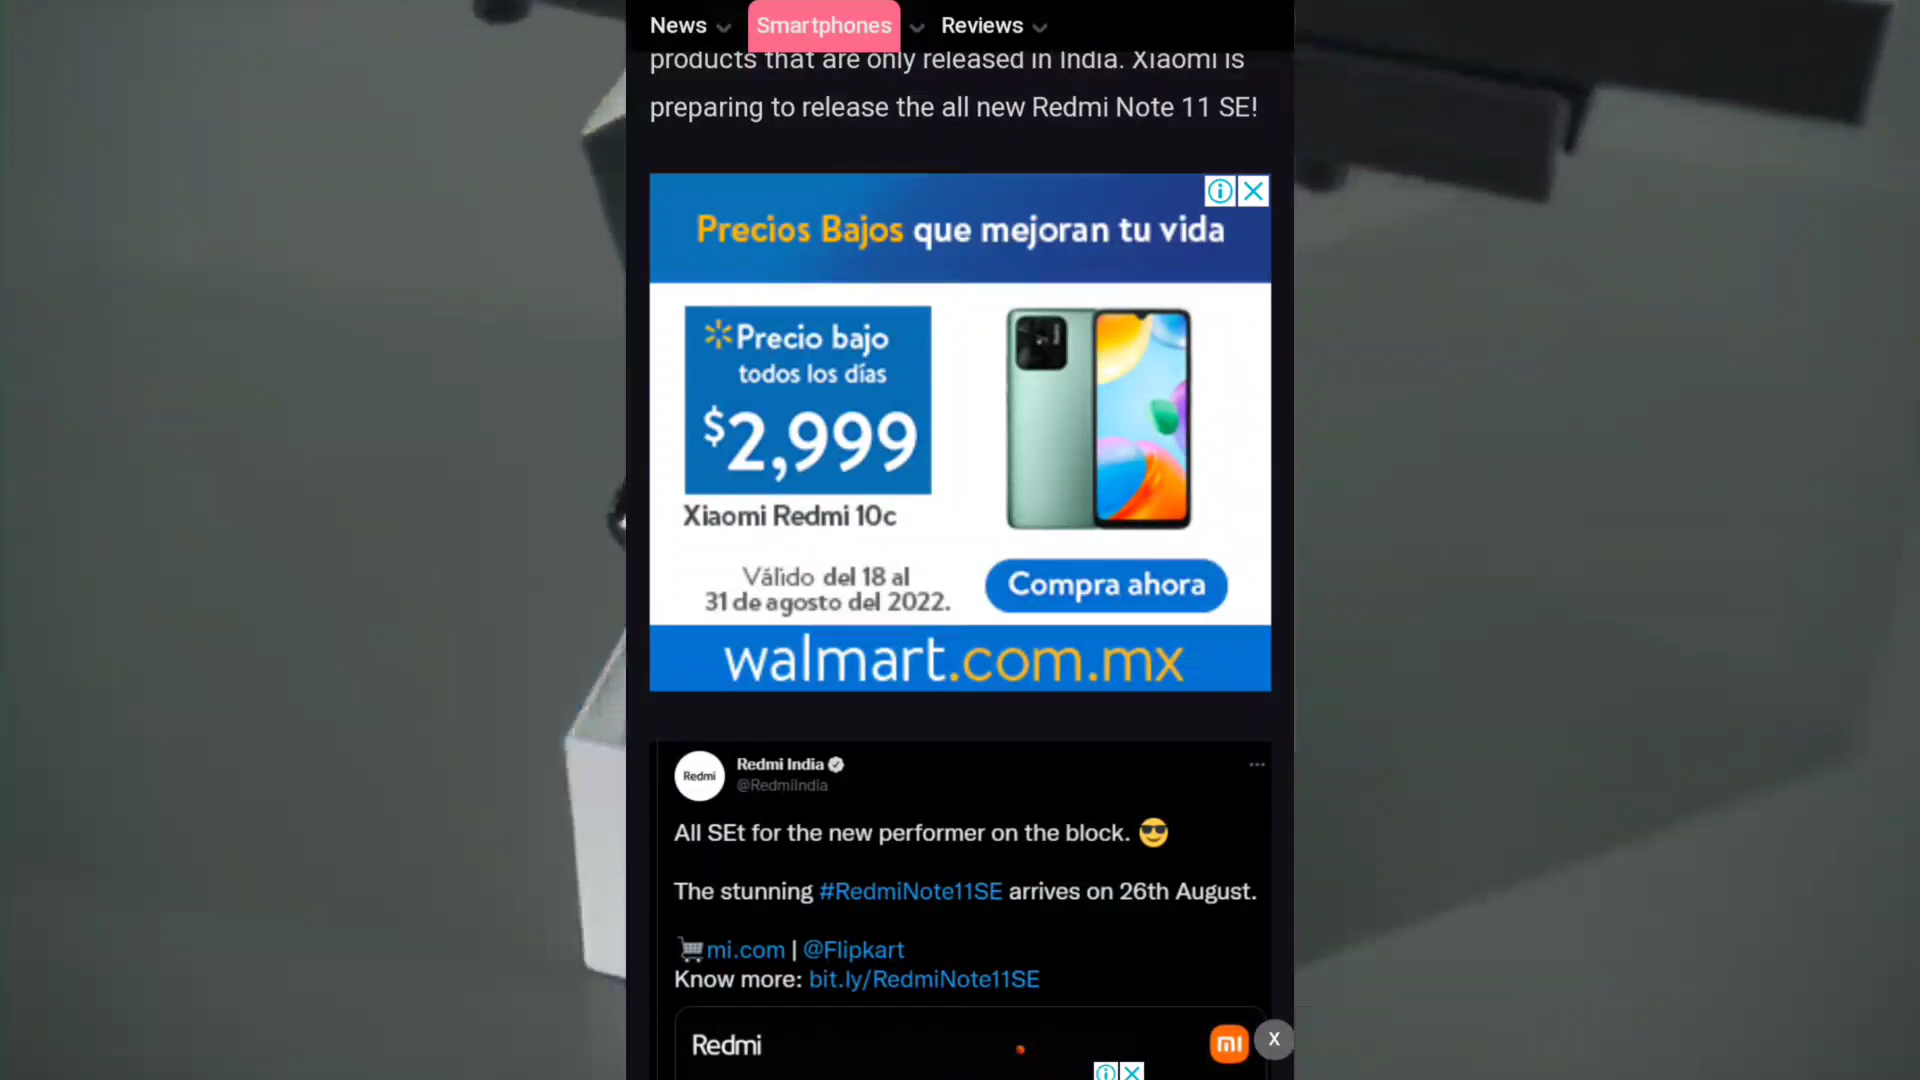 News Smartphones Reviews
products that are only released in India. Xiaomi is
preparing to release the all new Redmi Note 11 SE!
Precios Bajos que mejoran tu vida
Precio bajo
todos los días
$2,999
Xiaomi Redmi 10c
Válido del 18 al
31 de agosto del 2022.
Compra ahora
walmart.com.mx
Redmi
Redmi India
@RedmiIndia
All SEt for the new performer on the block. 😎
The stunning #RedmiNote11SE arrives on 26th August.
🛒mi.com | @Flipkart
Know more: bit.ly/RedmiNote11SE
Redmi
mi
X